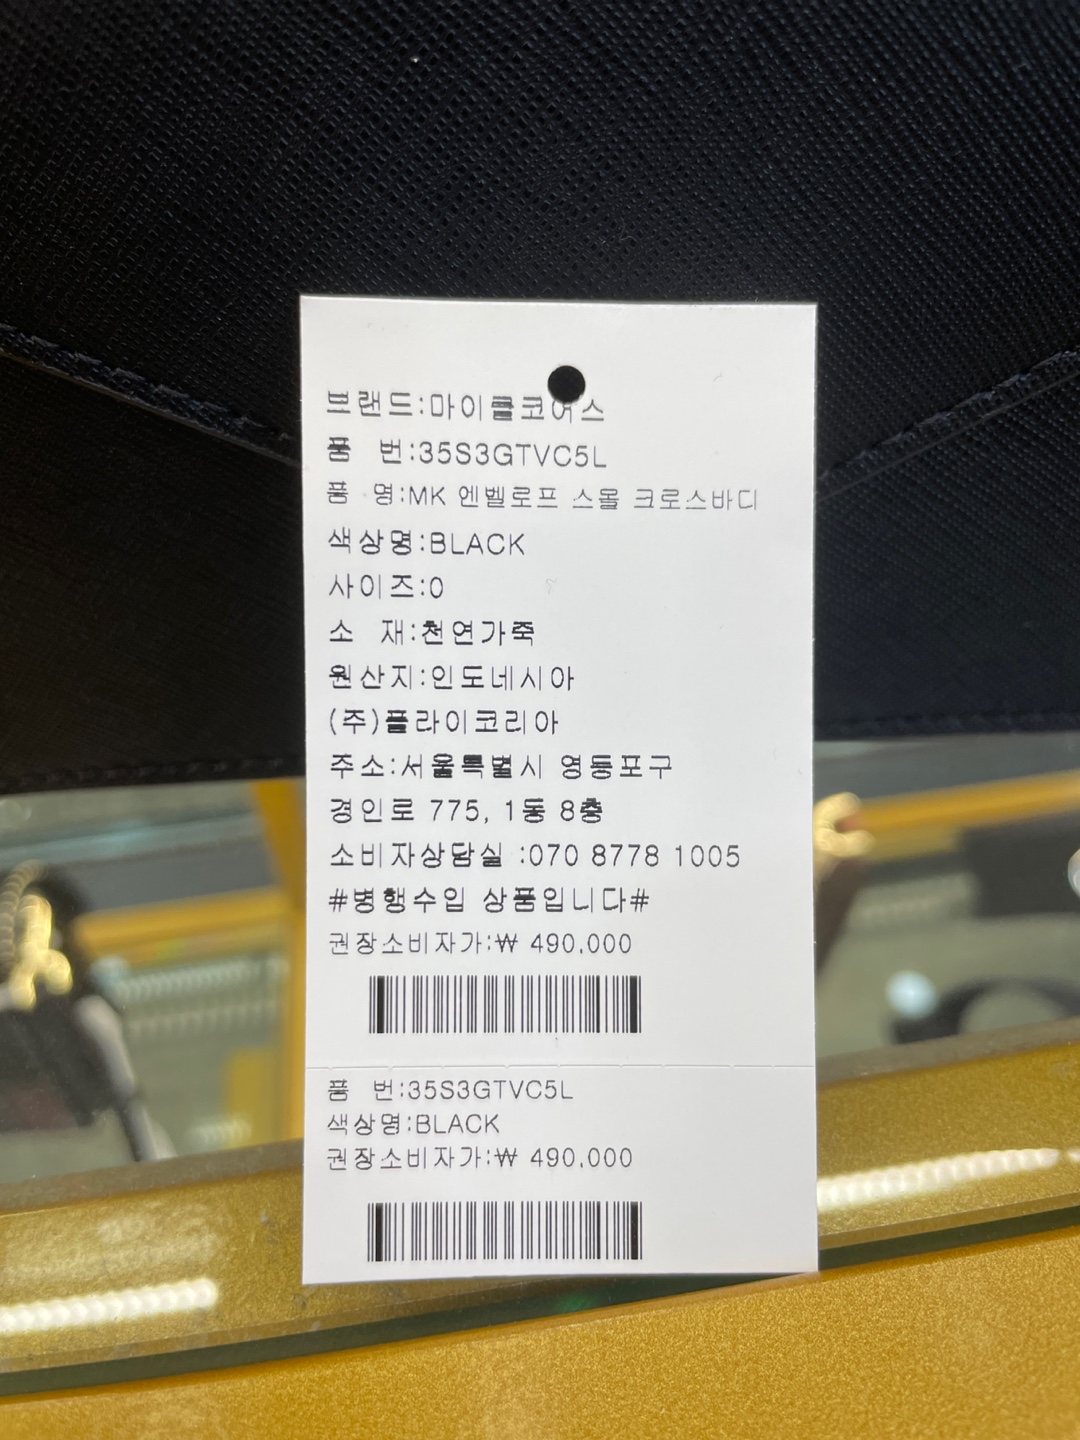 브랜드:마이클코어스
품 번:35S3GTVC5L
품 명:MK 엔벨로프 스몰 크로스바디
색상명:BLACK
사이즈:0
소 재:천연가죽
원산지:인도네시아
(주)플라이코리아
주소:서울특별시 영등포구
경인로 775, 1동 8층
소비자상담실 :070 8778 1005
#병행수입 상품입니다#
권장소비자가:₩ 490,000
품 번:35S3GTVC5L
색상명:BLACK
권장소비자가:₩ 490,000